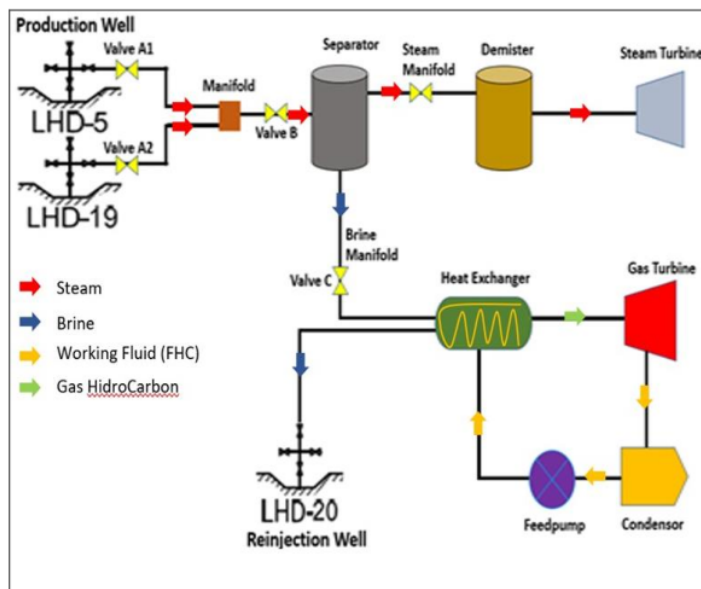 Production Well
Valve A1
LHD-5
Valve A2
LHD-19
Manifold
Valve B
Separator
Steam
Manifold
Demister
Steam Turbine
Brine
Manifold
Valve C
Heat Exchanger
Gas Turbine
Steam
Brine
Working Fluid (FHC)
Gas HidroCarbon
LHD-20
Reinjection Well
Feedpump
Condensor